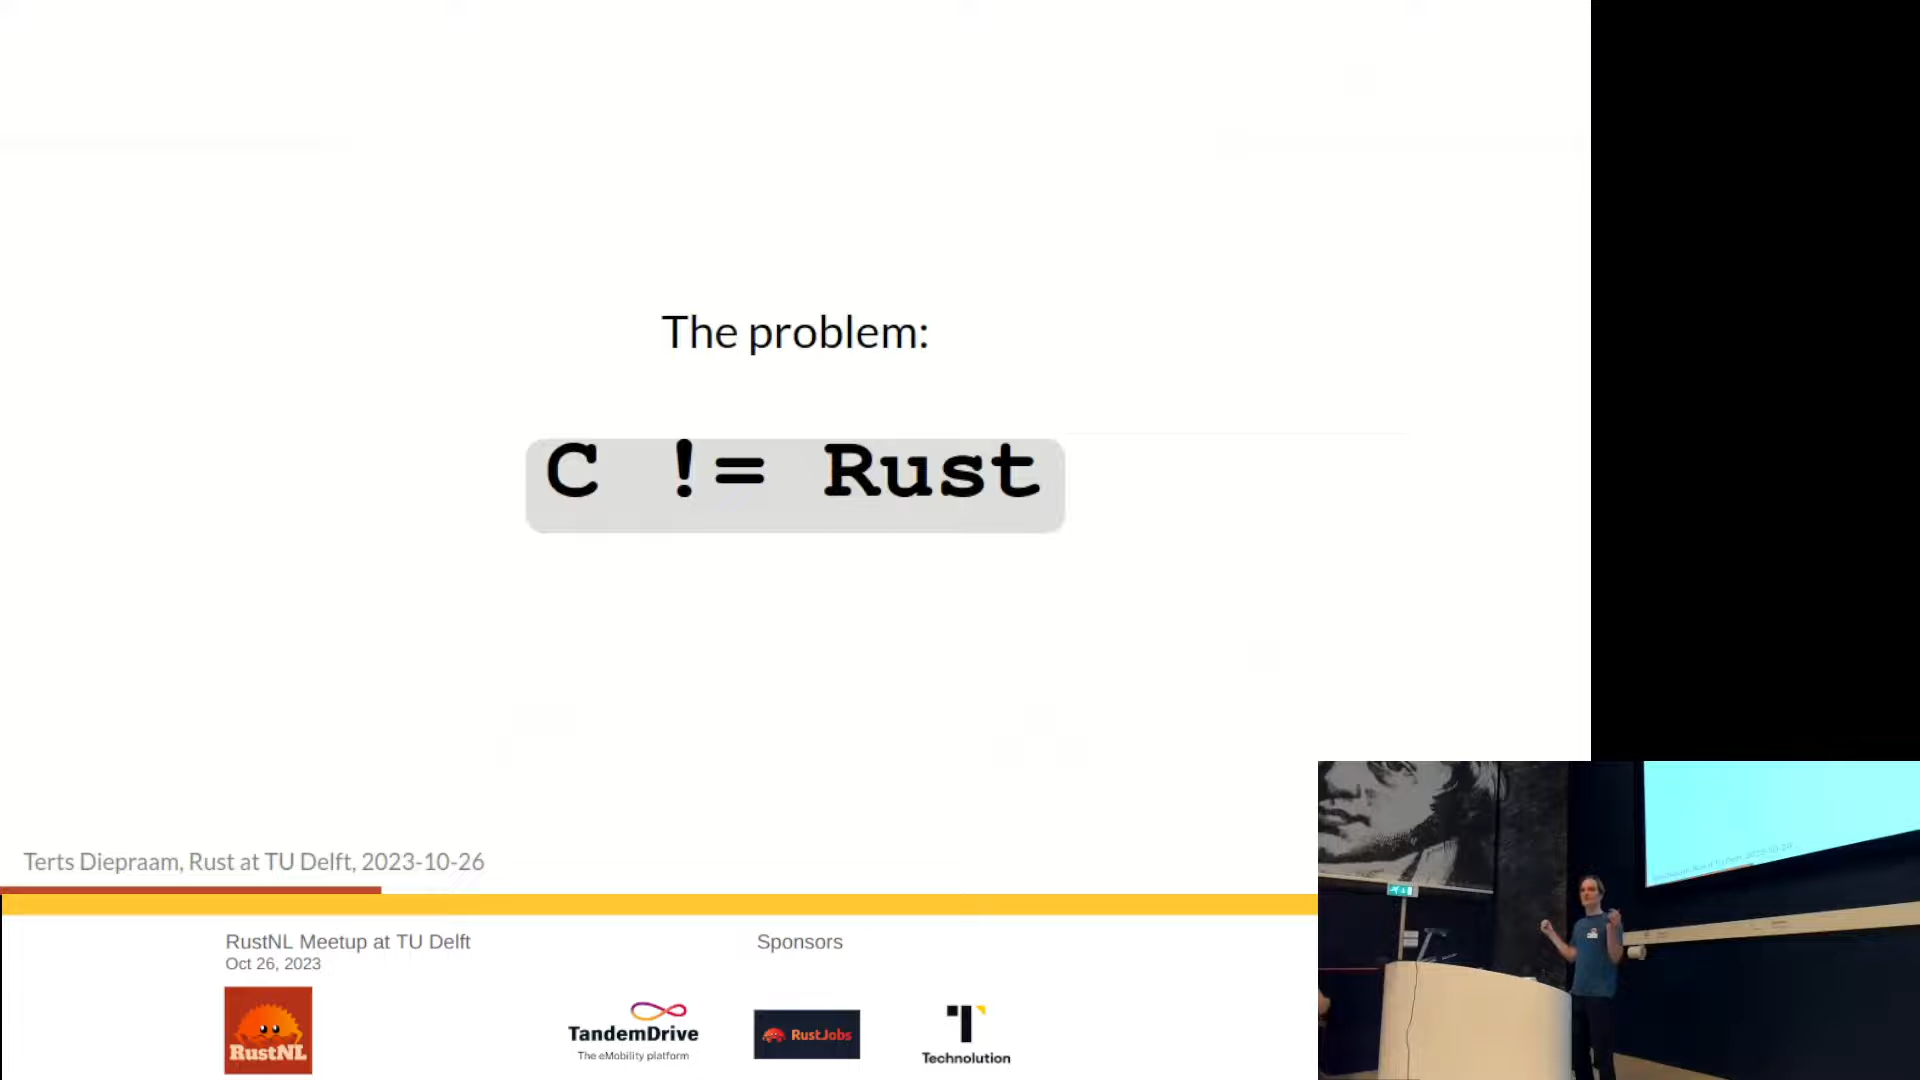 The problem:
C != Rust
Terts Diepraam, Rust at TU Delft, 2023-10-26
RustNL Meetup at TU Delft
Oct 26, 2023
RustNL
Sponsors
TandemDrive
The eMobility platform
RustJobs
Technolution